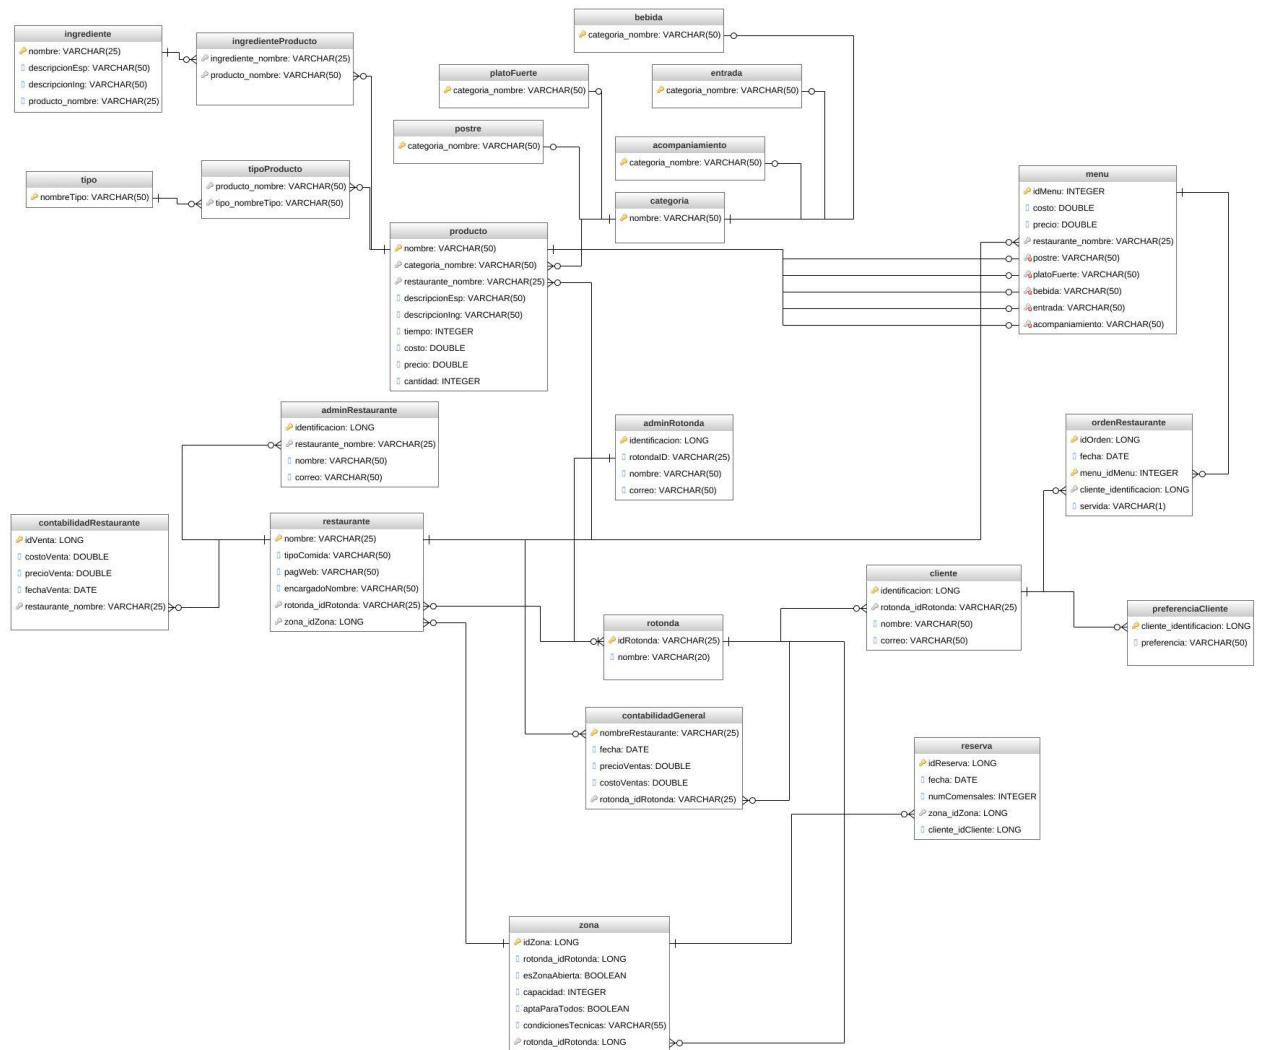 bebida
categoria_nombre: VARCHAR(50)
ingrediente
nombre: VARCHAR(25)
descripcionEsp: VARCHAR(50)
descripcionIng: VARCHAR(50)
producto_nombre: VARCHAR(25)
ingredienteProducto
ingrediente_nombre: VARCHAR(25)
producto_nombre: VARCHAR(50)
platoFuerte
categoria_nombre: VARCHAR(50)
entrada
categoria_nombre: VARCHAR(50)
postre
categoria_nombre: VARCHAR(50)
acompaniamiento
categoria_nombre: VARCHAR(50)
tipo
nombreTipo: VARCHAR(50)
tipoProducto
producto_nombre: VARCHAR(50)
tipo_nombreTipo: VARCHAR(50)
categoria
nombre: VARCHAR(50)
menu
idMenu: INTEGER
costo: DOUBLE
precio: DOUBLE
restaurante_nombre: VARCHAR(25)
postre: VARCHAR(50)
platoFuerte: VARCHAR(50)
bebida: VARCHAR(50)
entrada: VARCHAR(50)
acompaniamiento: VARCHAR(50)
producto
nombre: VARCHAR(50)
categoria_nombre: VARCHAR(50)
restaurante_nombre: VARCHAR(25)
descripcionEsp: VARCHAR(50)
descripcionIng: VARCHAR(50)
tiempo: INTEGER
costo: DOUBLE
precio: DOUBLE
cantidad: INTEGER
adminRestaurante
identificacion: LONG
restaurante_nombre: VARCHAR(25)
nombre: VARCHAR(50)
correo: VARCHAR(50)
adminRotonda
identificacion: LONG
rotondaID: VARCHAR(25)
nombre: VARCHAR(50)
correo: VARCHAR(50)
ordenRestaurante
idOrden: LONG
fecha: DATE
menu_idMenu: INTEGER
cliente_identificacion: LONG
servida: VARCHAR(1)
contabilidadRestaurante
idVenta: LONG
costoVenta: DOUBLE
precioVenta: DOUBLE
fechaVenta: DATE
restaurante_nombre: VARCHAR(25)
restaurante
nombre: VARCHAR(25)
tipoComida: VARCHAR(50)
pagWeb: VARCHAR(50)
encargadoNombre: VARCHAR(50)
rotonda_idRotonda: VARCHAR(25)
zona_idZona: LONG
cliente
identificacion: LONG
rotonda_idRotonda: VARCHAR(25)
nombre: VARCHAR(50)
correo: VARCHAR(50)
preferenciaCliente
cliente_identificacion: LONG
preferencia: VARCHAR(50)
rotonda
idRotonda: VARCHAR(25)
nombre: VARCHAR(20)
contabilidadGeneral
nombreRestaurante: VARCHAR(25)
fecha: DATE
precioVentas: DOUBLE
costoVentas: DOUBLE
rotonda_idRotonda: VARCHAR(25)
reserva
idReserva: LONG
fecha: DATE
numComensales: INTEGER
zona_idZona: LONG
cliente_idCliente: LONG
zona
idZona: LONG
rotonda_idRotonda: LONG
esZonaAbierta: BOOLEAN
capacidad: INTEGER
aptaParaTodos: BOOLEAN
condicionesTecnicas: VARCHAR(55)
rotonda_idRotonda: LONG